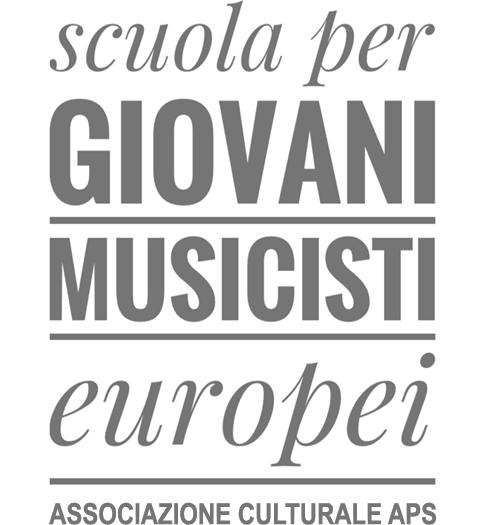 scuola per
GIOVANI
MUSICISTI
europei
ASSOCIAZIONE CULTURALE APS